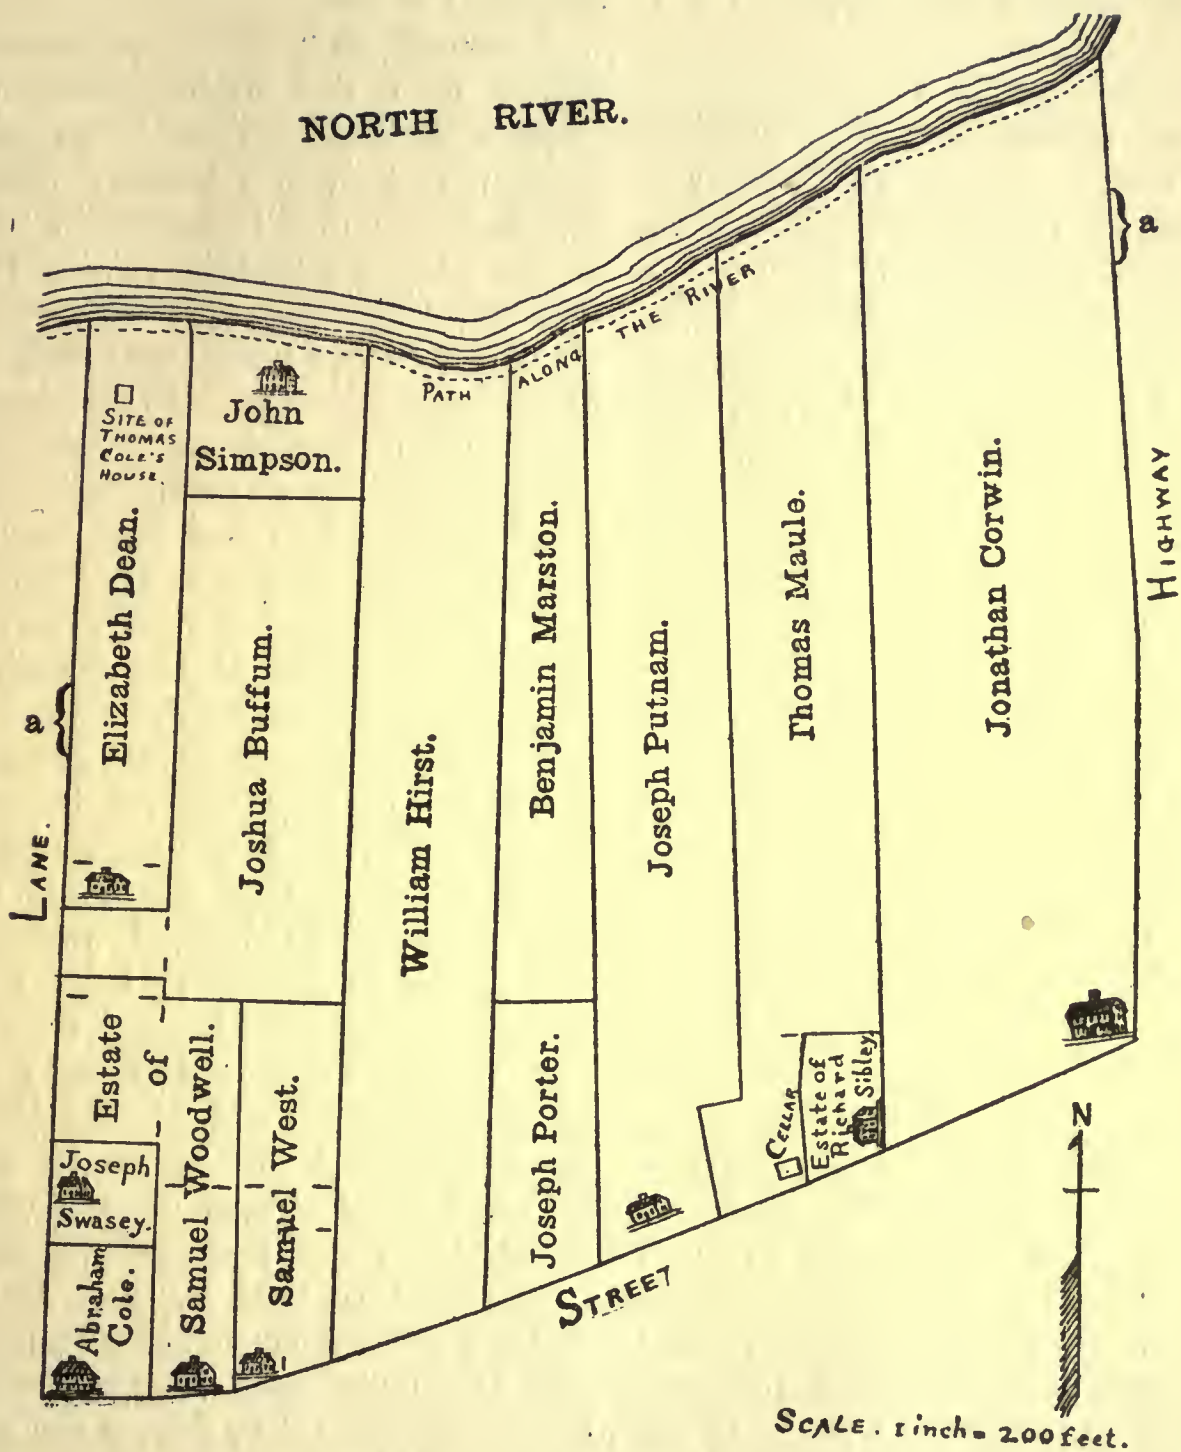 NORTH RIVER.
a
PATH ALONG THE RIVER
SITE OF
THOMAS
COLE'S
HOUSE.
John
Simpson.
Elizabeth Dean.
Joshua Buffum.
William Hirst.
Benjamin Marston.
Joseph Putnam.
Thomas Maule.
Jonathan Corwin.
HIGHWAY
a
LANE.
Estate
of
Samuel Woodwell.
Samuel West.
Joseph Porter.
CELLAR
Estate of
Richard
Sibley.
Joseph
Swasey.
Abraham
Cole.
STREET
N
SCALE. 1 inch = 200 feet.